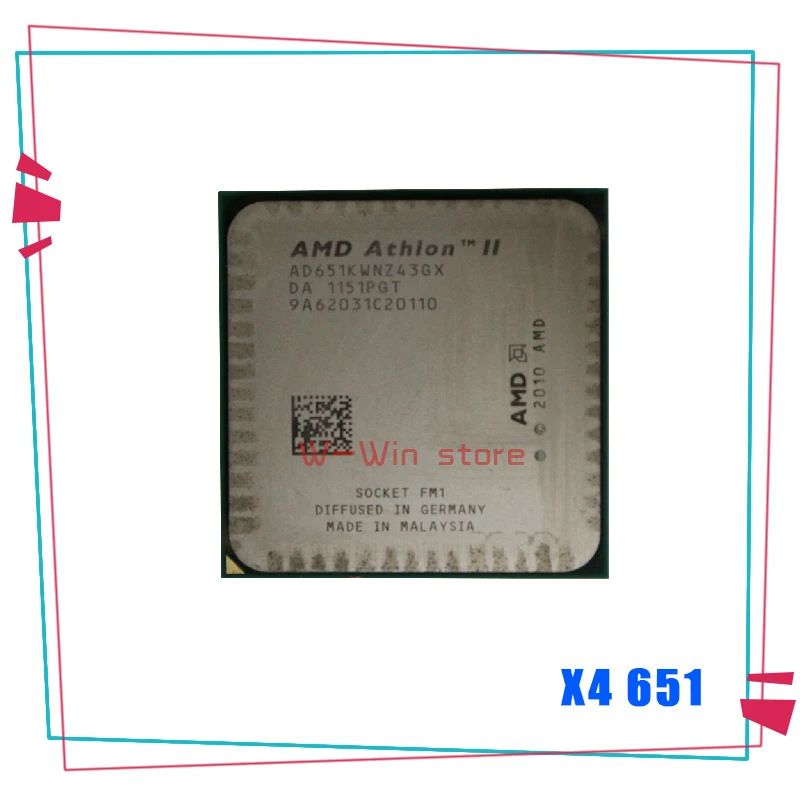 AMD Athlon™ II
AD651KWNZ43GX
DA 1151PGT
9A62031C20110
AMD
© 2010 AMD
W-Win store
SOCKET FM1
DIFFUSED IN GERMANY
MADE IN MALAYSIA
X4 651